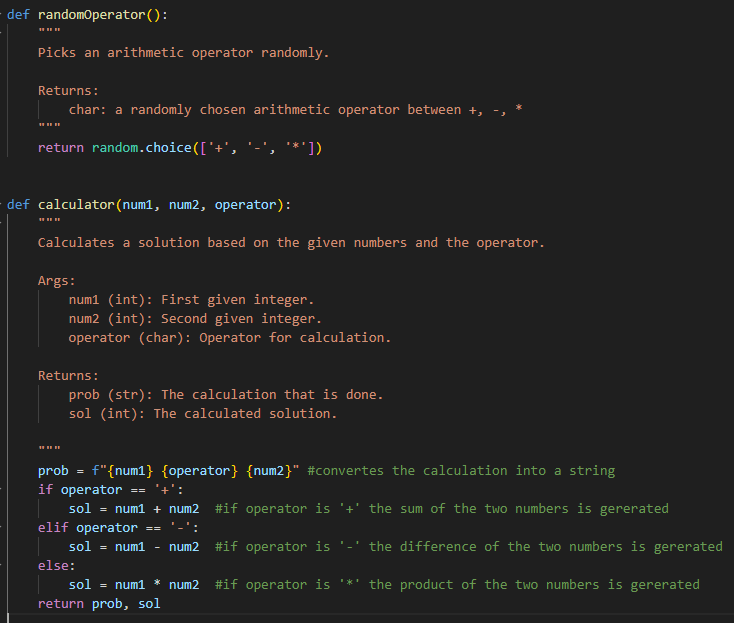 def randomOperator():
    """
    Picks an arithmetic operator randomly.

    Returns:
        char: a randomly chosen arithmetic operator between +, -, *
    """
    return random.choice(['+', '-', '*'])


def calculator(num1, num2, operator):
    """
    Calculates a solution based on the given numbers and the operator.

    Args:
        num1 (int): First given integer.
        num2 (int): Second given integer.
        operator (char): Operator for calculation.

    Returns:
        prob (str): The calculation that is done.
        sol (int): The calculated solution.

    """
    prob = f"{num1} {operator} {num2}" #convertes the calculation into a string
    if operator == '+':
        sol = num1 + num2  #if operator is '+' the sum of the two numbers is gererated
    elif operator == '-':
        sol = num1 - num2  #if operator is '-' the difference of the two numbers is gererated
    else:
        sol = num1 * num2  #if operator is '*' the product of the two numbers is gererated
    return prob, sol